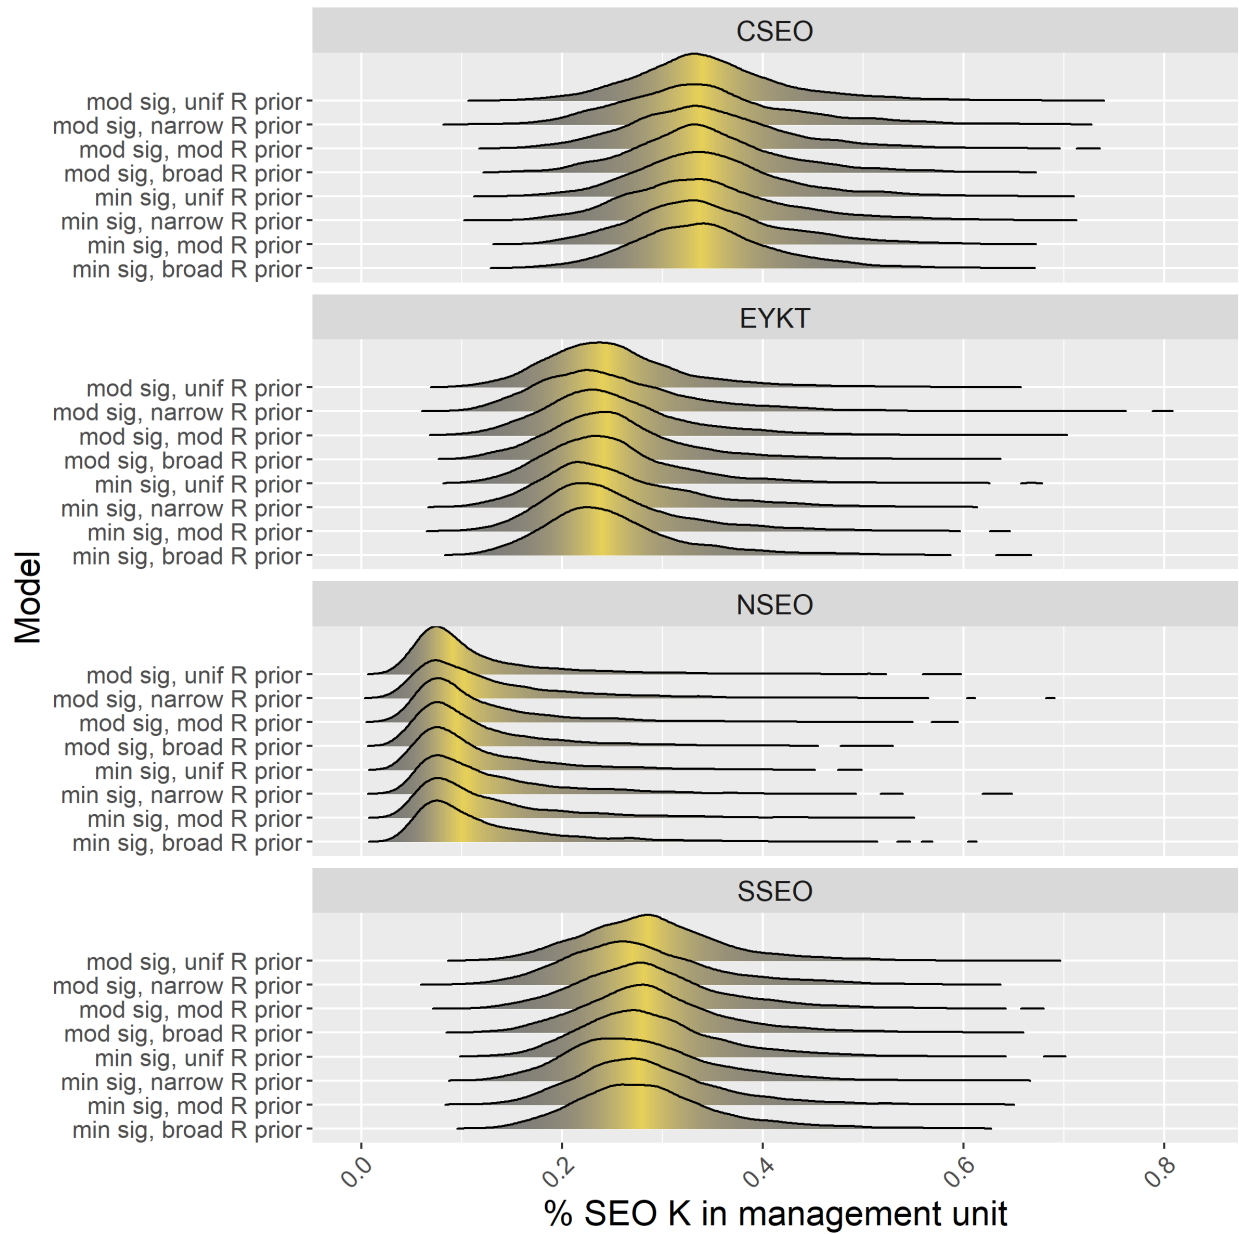 CSEO
mod sig, unif R prior
mod sig, narrow R prior
mod sig, mod R prior
mod sig, broad R prior
min sig, unif R prior
min sig, narrow R prior
min sig, mod R prior
min sig, broad R prior
EYKT
mod sig, unif R prior
mod sig, narrow R prior
mod sig, mod R prior
mod sig, broad R prior
min sig, unif R prior
min sig, narrow R prior
min sig, mod R prior
min sig, broad R prior
Model
NSEO
mod sig, unif R prior
mod sig, narrow R prior
mod sig, mod R prior
mod sig, broad R prior
min sig, unif R prior
min sig, narrow R prior
min sig, mod R prior
min sig, broad R prior
SSEO
mod sig, unif R prior
mod sig, narrow R prior
mod sig, mod R prior
mod sig, broad R prior
min sig, unif R prior
min sig, narrow R prior
min sig, mod R prior
min sig, broad R prior
0.0 0.2 0.4 0.6 0.8
% SEO K in management unit